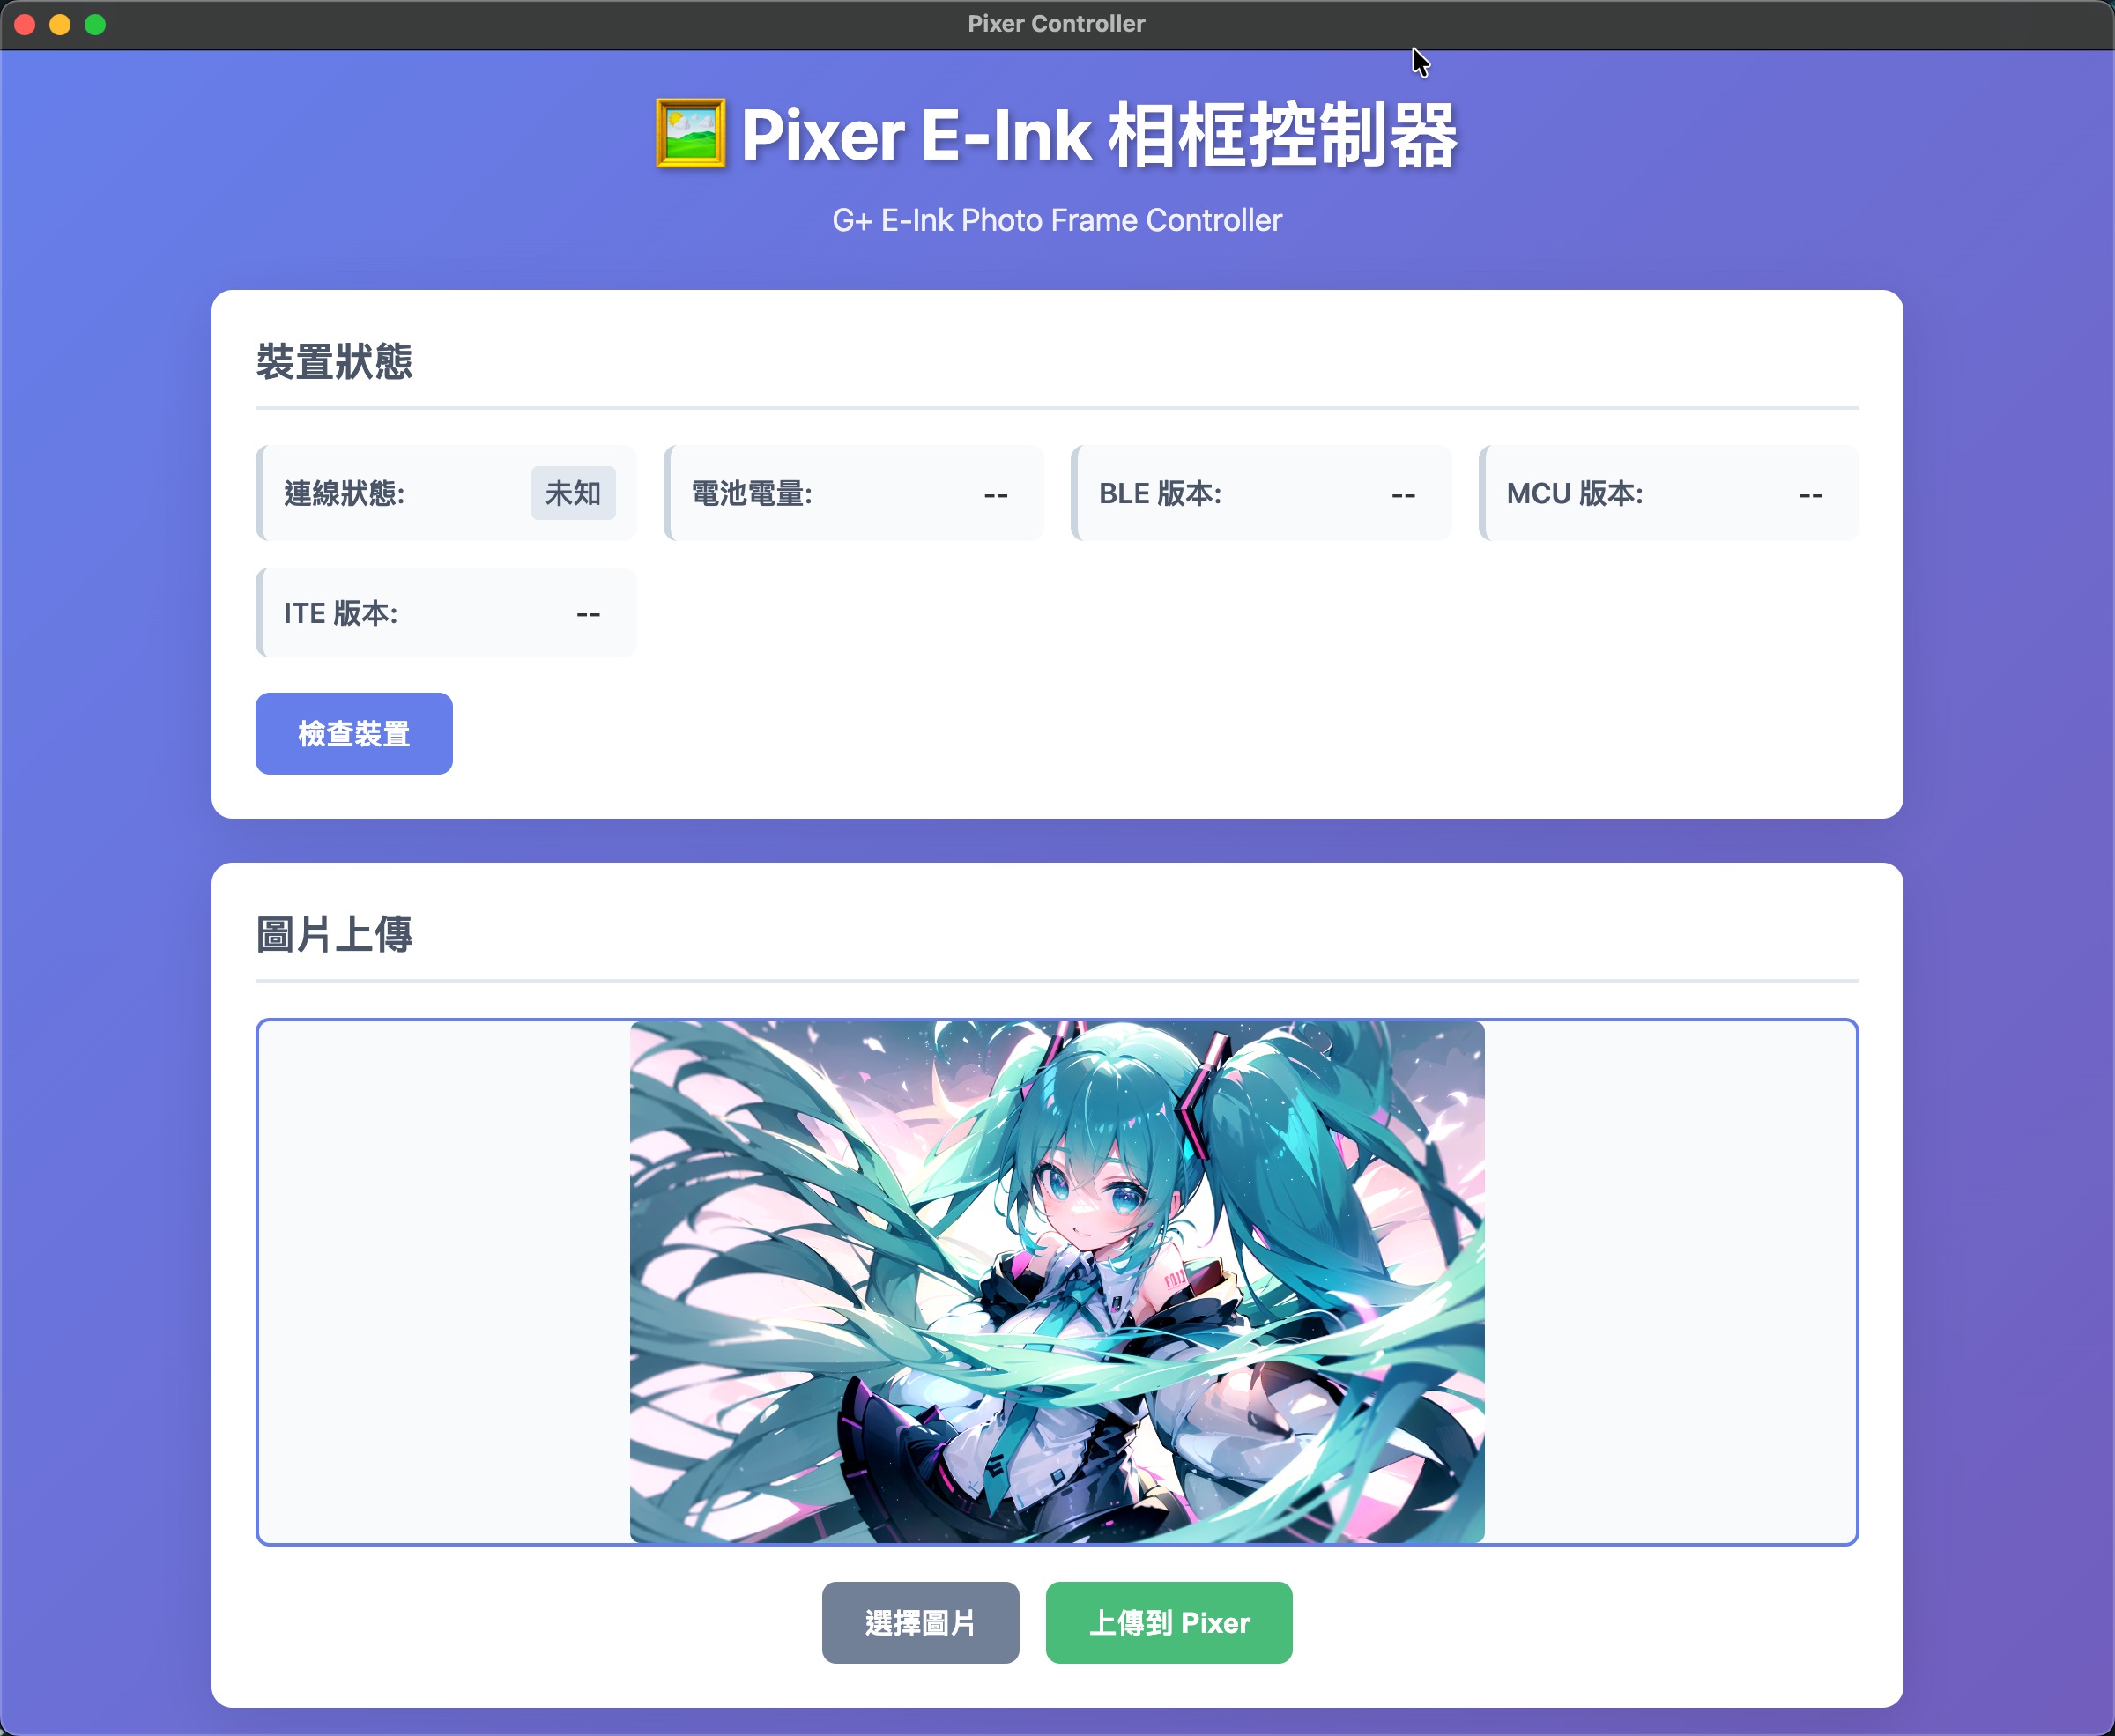 Pixer Controller
Pixer E-Ink 相框控制器
G+ E-Ink Photo Frame Controller
裝置狀態
連線狀態: 未知
電池電量: --
BLE 版本: --
MCU 版本: --
ITE 版本: --
檢查裝置
圖片上傳
選擇圖片
上傳到 Pixer